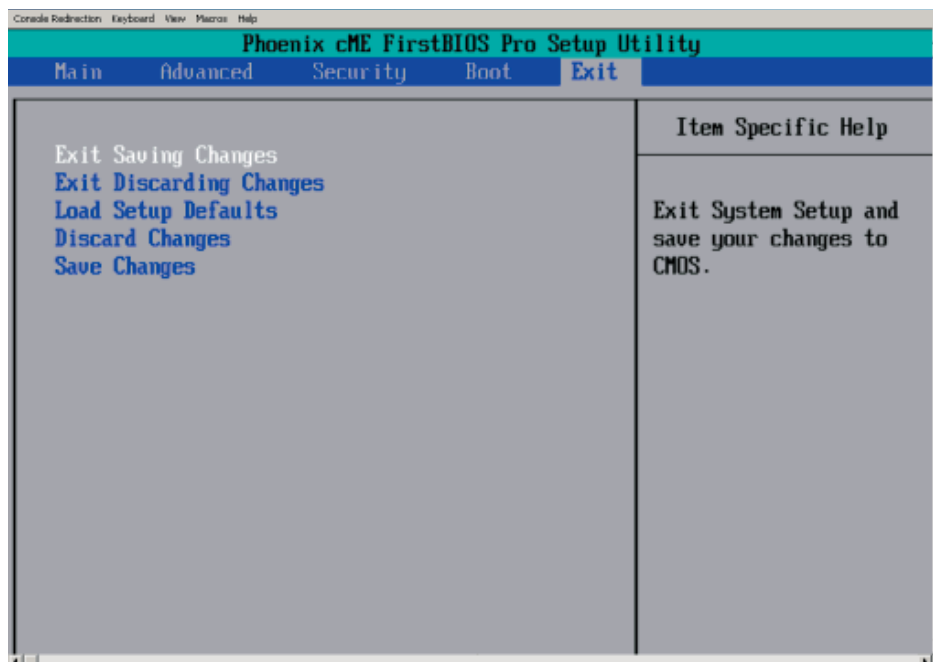 Console Redirection Keyboard View Macros Help
Phoenix cME FirstBIOS Pro Setup Utility
Main Advanced Security Boot Exit
Item Specific Help
Exit Saving Changes
Exit Discarding Changes
Load Setup Defaults
Discard Changes
Save Changes
Exit System Setup and
save your changes to
CMOS.